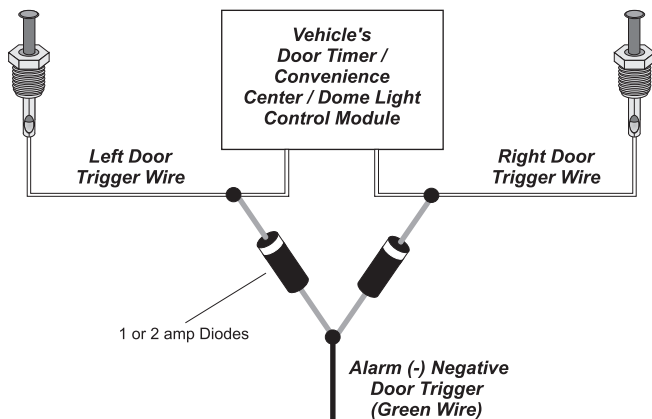 Vehicle's
Door Timer /
Convenience
Center / Dome Light
Control Module
Left Door
Trigger Wire
Right Door
Trigger Wire
1 or 2 amp Diodes
Alarm (-) Negative
Door Trigger
(Green Wire)